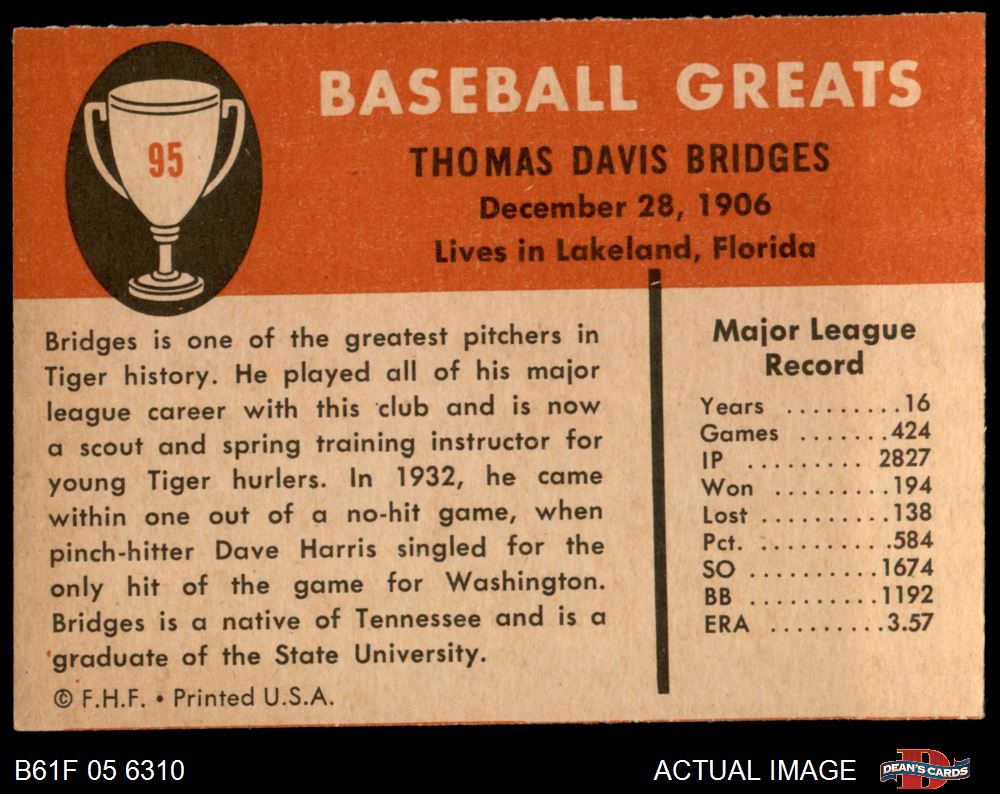 95
BASEBALL GREATS
THOMAS DAVIS BRIDGES
December 28, 1906
Lives in Lakeland, Florida
Bridges is one of the greatest pitchers in
Tiger history. He played all of his major
league career with this club and is now
a scout and spring training instructor for
young Tiger hurlers. In 1932, he came
within one out of a no-hit game, when
pinch-hitter Dave Harris singled for the
only hit of the game for Washington.
Bridges is a native of Tennessee and is a
graduate of the State University.
© F.H.F. • Printed U.S.A.
Major League
Record
Years .........16
Games .......424
IP ......... 2827
Won .........194
Lost ..........138
Pct. ..........584
SO ..........1674
BB ..........1192
ERA .........3.57
B61F 05 6310
ACTUAL IMAGE
D
DEAN'S CARDS